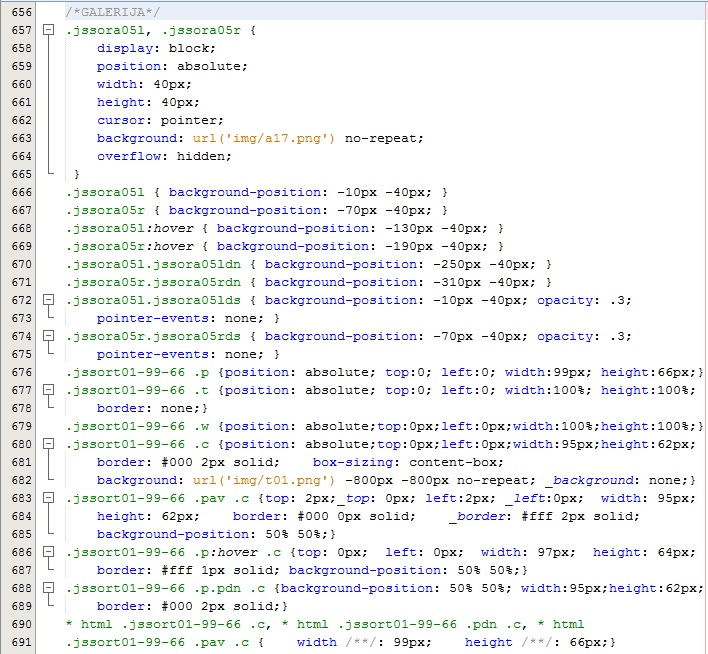 656 /*GALERIJA*/
657 .jssora05l, .jssora05r {
658 display: block;
659 position: absolute;
660 width: 40px;
661 height: 40px;
662 cursor: pointer;
663 background: url('img/a17.png') no-repeat;
664 overflow: hidden;
665 }
666 .jssora05l { background-position: -10px -40px; }
667 .jssora05r { background-position: -70px -40px; }
668 .jssora05l:hover { background-position: -130px -40px; }
669 .jssora05r:hover { background-position: -190px -40px; }
670 .jssora05l.jssora05ldn { background-position: -250px -40px; }
671 .jssora05r.jssora05rdn { background-position: -310px -40px; }
672 .jssora05l.jssora05lds { background-position: -10px -40px; opacity: .3;
673 pointer-events: none; }
674 .jssora05r.jssora05rds { background-position: -70px -40px; opacity: .3;
675 pointer-events: none; }
676 .jssort01-99-66 .p {position: absolute; top:0; left:0; width:99px; height:66px;}
677 .jssort01-99-66 .t {position: absolute; top:0; left:0; width:100%; height:100%;
678 border: none;}
679 .jssort01-99-66 .w {position: absolute;top:0px;left:0px;width:100%;height:100%;}
680 .jssort01-99-66 .c {position: absolute;top:0px;left:0px;width:95px;height:62px;
681 border: #000 2px solid; box-sizing: content-box;
682 background: url('img/t01.png') -800px -800px no-repeat; _background: none;}
683 .jssort01-99-66 .pav .c {top: 2px;_top: 0px; left:2px; _left:0px; width: 95px;
684 height: 62px; border: #000 0px solid; _border: #fff 2px solid;
685 background-position: 50% 50%;}
686 .jssort01-99-66 .p:hover .c {top: 0px; left: 0px; width: 97px; height: 64px;
687 border: #fff 1px solid; background-position: 50% 50%;}
688 .jssort01-99-66 .p.pdn .c {background-position: 50% 50%; width:95px;height:62px;
689 border: #000 2px solid;}
690 * html .jssort01-99-66 .c, * html .jssort01-99-66 .pdn .c, * html
691 .jssort01-99-66 .pav .c { width /**/: 99px; height /**/: 66px;}